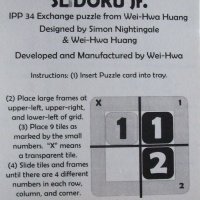 SL DOKU Jr.
IPP 34 Exchange puzzle from Wei-Hwa Huang
Designed by Simon Nightingale
& Wei-Hwa Huang
Developed and Manufactured by Wei-Hwa
Instructions: (1) Insert Puzzle card into tray.
(2) Place large frames at
upper-left, upper-right,
and lower-left of grid.
(3) Place 9 tiles as
marked by the small
numbers. "X" means
a transparent tile.
(4) Slide tiles and frames
until there are 4 different
numbers in each row,
column, and corner.
X
1
1
1
2